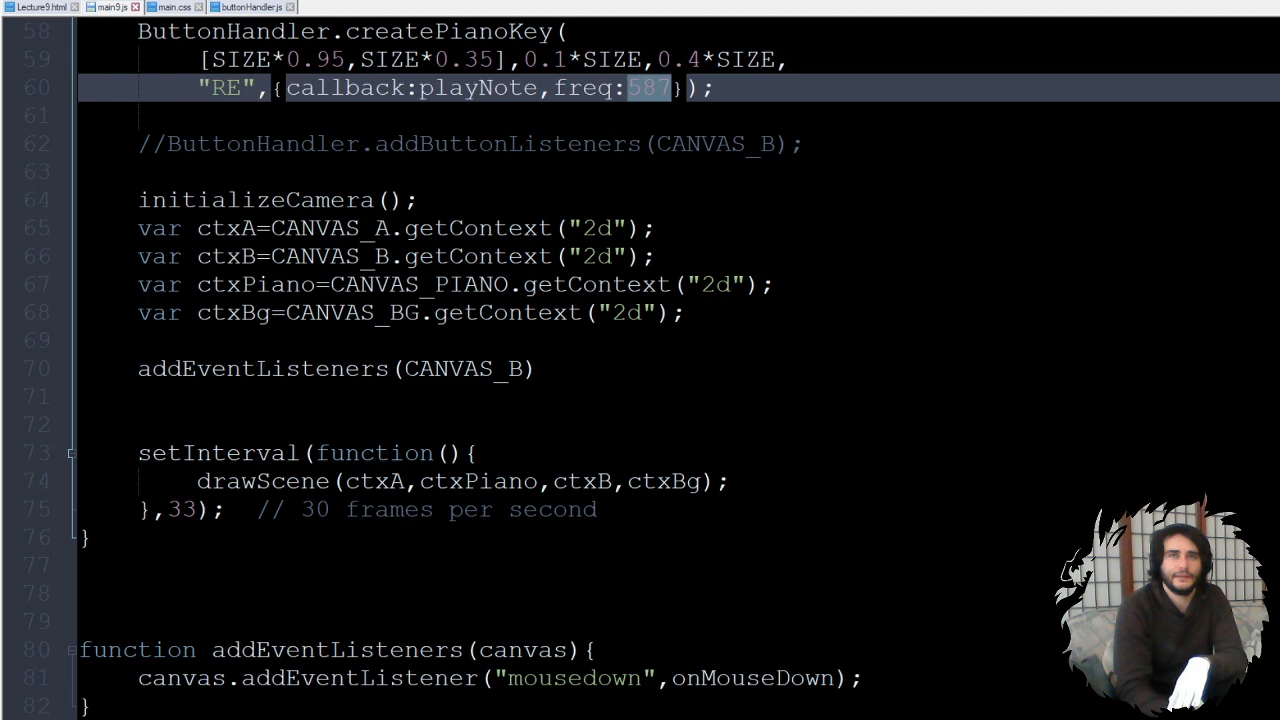 Lecture9.html main9.js main.css buttonHandler.js
58 ButtonHandler.createPianoKey(
59 [SIZE*0.95,SIZE*0.35],0.1*SIZE,0.4*SIZE,
60 "RE",{callback:playNote,freq:587});
61
62 //ButtonHandler.addButtonListeners(CANVAS_B);
63
64 initializeCamera();
65 var ctxA=CANVAS_A.getContext("2d");
66 var ctxB=CANVAS_B.getContext("2d");
67 var ctxPiano=CANVAS_PIANO.getContext("2d");
68 var ctxBg=CANVAS_BG.getContext("2d");
69
70 addEventListeners(CANVAS_B)
71
72
73 setInterval(function(){
74 drawScene(ctxA,ctxPiano,ctxB,ctxBg);
75 },33); // 30 frames per second
76 }
77
78
79
80 function addEventListeners(canvas){
81 canvas.addEventListener("mousedown",onMouseDown);
82 }